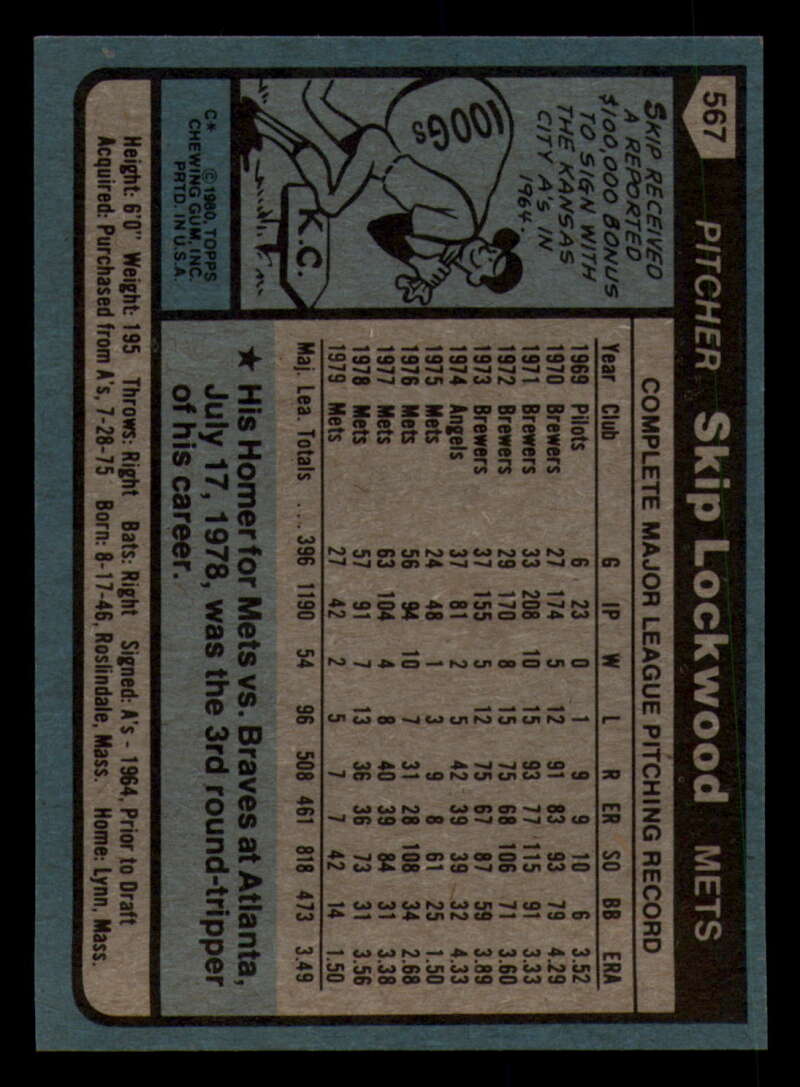 567
PITCHER Skip Lockwood METS
SKIP RECEIVED
A REPORTED
$100,000 BONUS
TO SIGN WITH
THE KANSAS
CITY A'S IN
1964.
100Gs
K.C.
C* © 1980, TOPPS
CHEWING GUM, INC.
PRTD. IN U.S.A.
COMPLETE MAJOR LEAGUE PITCHING RECORD
Year Club G IP W L R ER SO BB ERA
1969 Pilots 6 23 0 1 9 9 10 6 3.52
1970 Brewers 27 174 5 12 91 83 93 79 4.29
1971 Brewers 33 208 10 15 93 77 115 91 3.33
1972 Brewers 29 170 8 15 75 68 106 71 3.60
1973 Brewers 37 155 5 12 75 67 87 59 3.89
1974 Angels 37 81 2 5 42 39 39 32 4.33
1975 Mets 24 48 1 3 9 8 61 25 1.50
1976 Mets 56 94 10 7 31 28 108 34 2.68
1977 Mets 63 104 4 8 40 39 84 31 3.38
1978 Mets 57 91 7 13 36 36 73 31 3.56
1979 Mets 27 42 2 5 7 7 42 14 1.50
Maj. Lea. Totals .... 396 1190 54 96 508 461 818 473 3.49
★ His Homer for Mets vs. Braves at Atlanta,
July 17, 1978, was the 3rd round-tripper
of his career.
Height: 6'0" Weight: 195 Throws: Right Bats: Right Signed: A's - 1964, Prior to Draft
Acquired: Purchased from A's, 7-28-75 Born: 8-17-46, Roslindale, Mass. Home: Lynn, Mass.